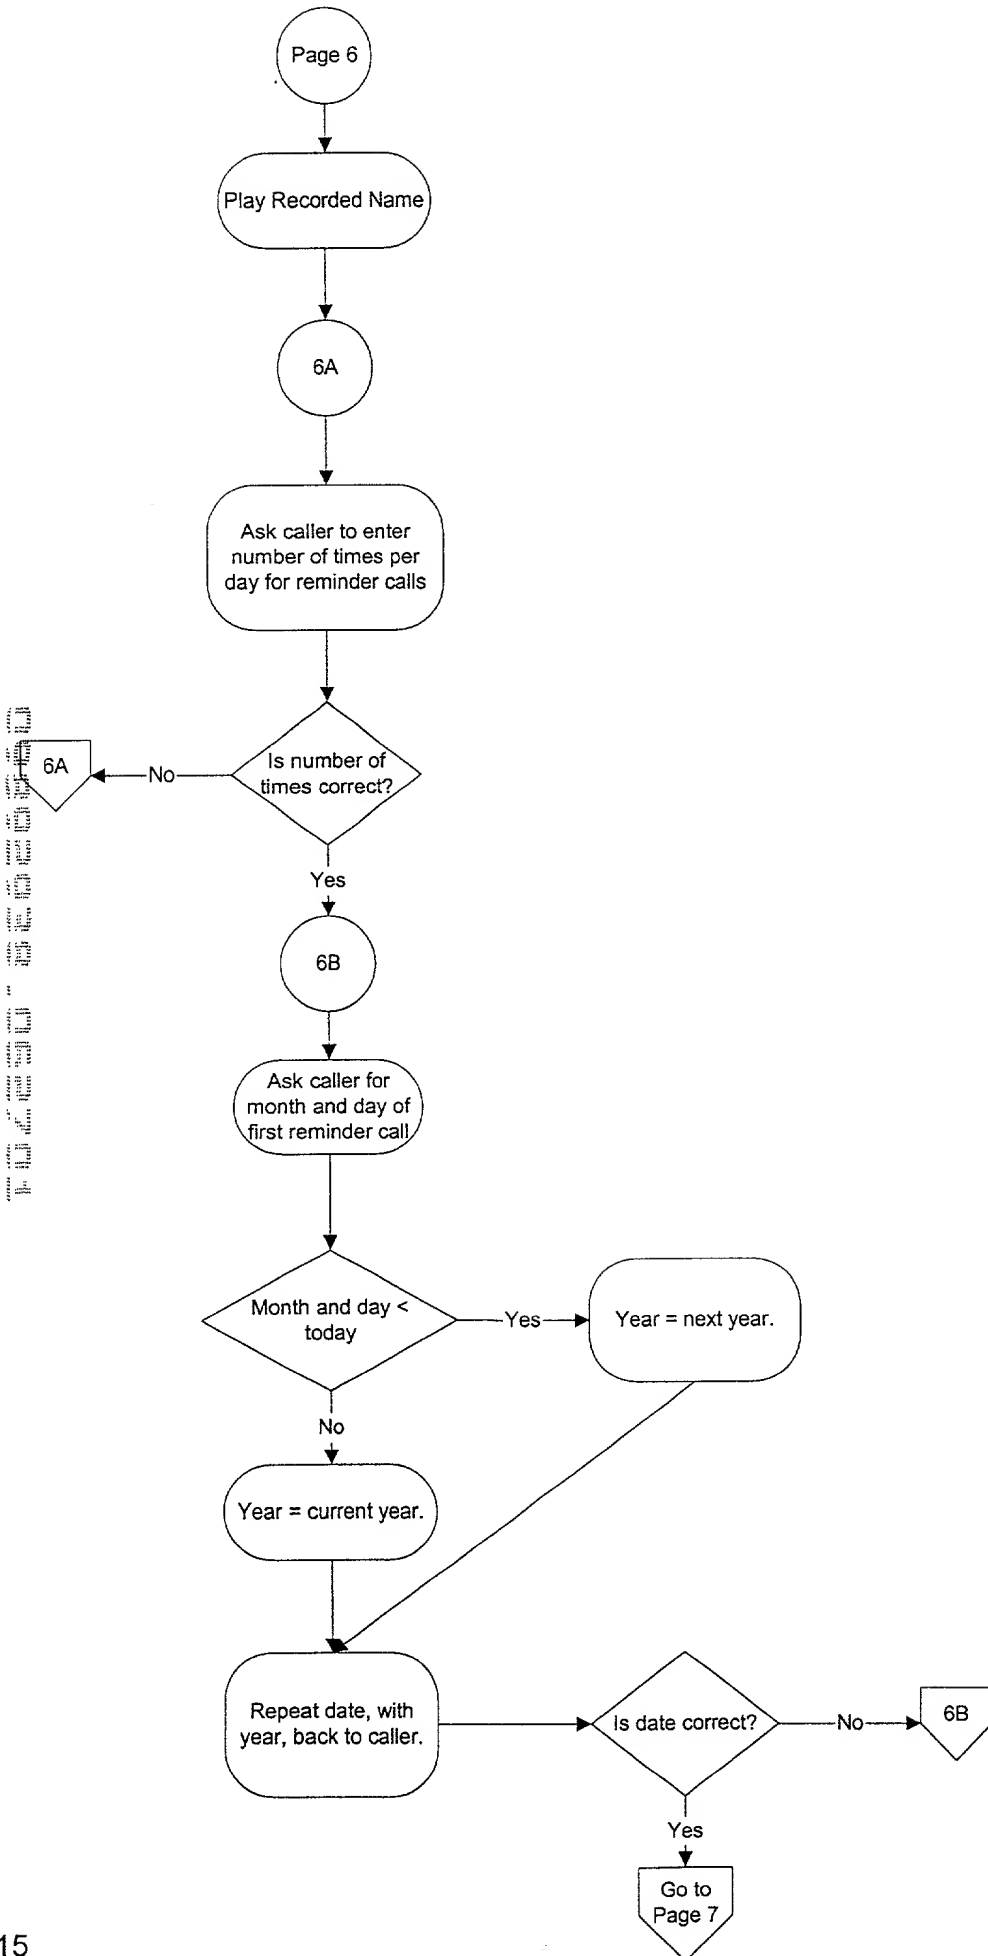 Page 6
Play Recorded Name
6A
Ask caller to enter
number of times per
day for reminder calls
Is number of
times correct?
No
6A
Yes
6B
Ask caller for
month and day of
first reminder call
Month and day <
today
Yes
Year = next year.
No
Year = current year.
Repeat date, with
year, back to caller.
Is date correct?
No
6B
Yes
Go to
Page 7
15